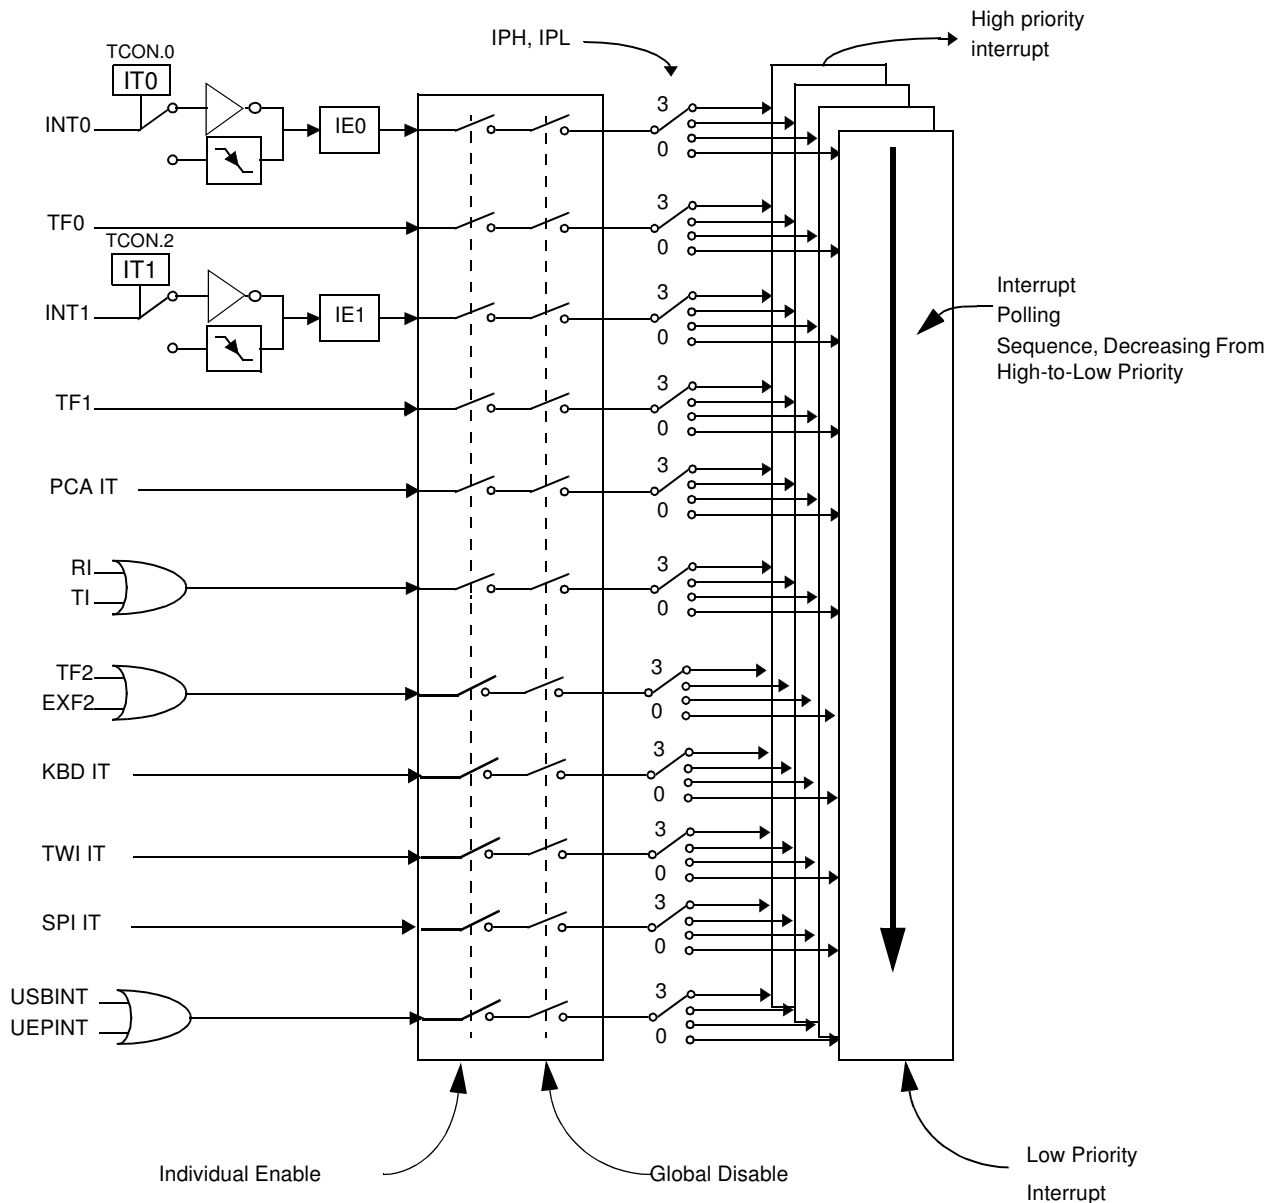 High priority
interrupt
IPH, IPL
TCON.0
IT0
INT0
IE0
3
0
TF0
3
0
TCON.2
IT1
INT1
IE1
3
0
Interrupt
Polling
Sequence, Decreasing From
High-to-Low Priority
TF1
3
0
PCA IT
3
0
RI
TI
3
0
TF2
EXF2
3
0
KBD IT
3
0
TWI IT
3
0
SPI IT
3
0
USBINT
UEPINT
3
0
Individual Enable
Global Disable
Low Priority
Interrupt